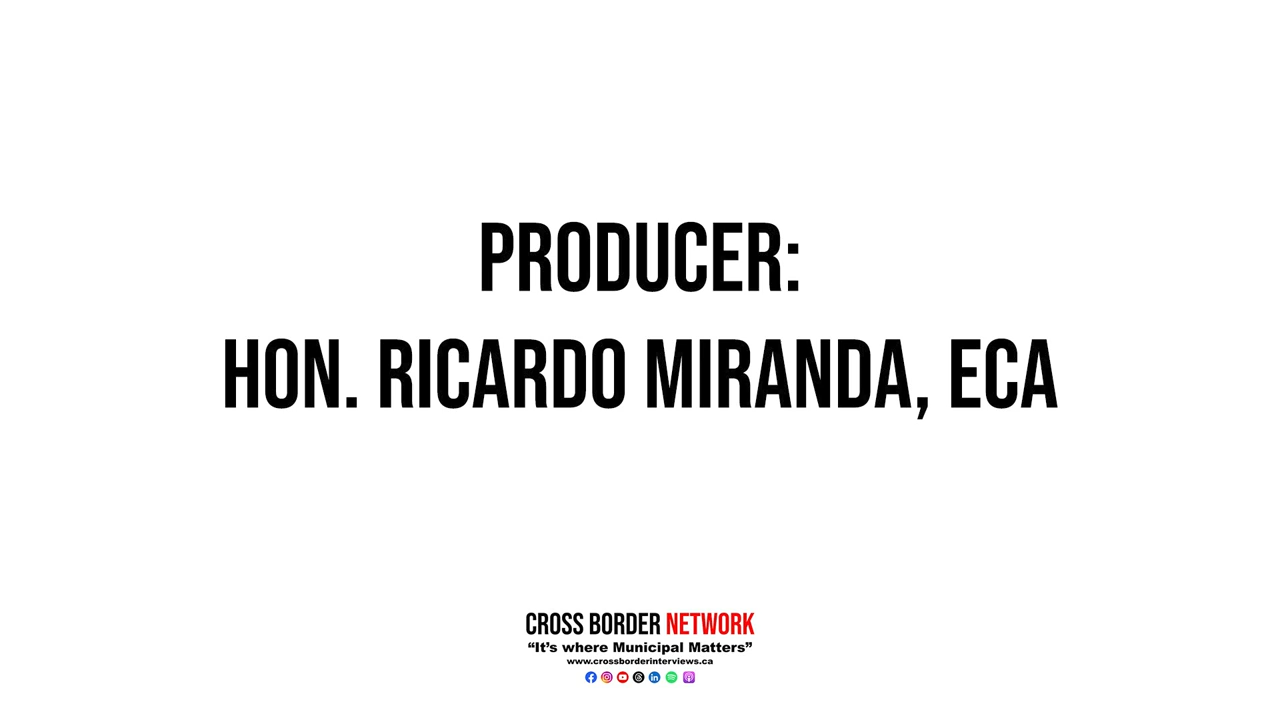 PRODUCER:
HON. RICARDO MIRANDA, ECA
CROSS BORDER NETWORK
“It’s where Municipal Matters”
www.crossborderinterviews.ca